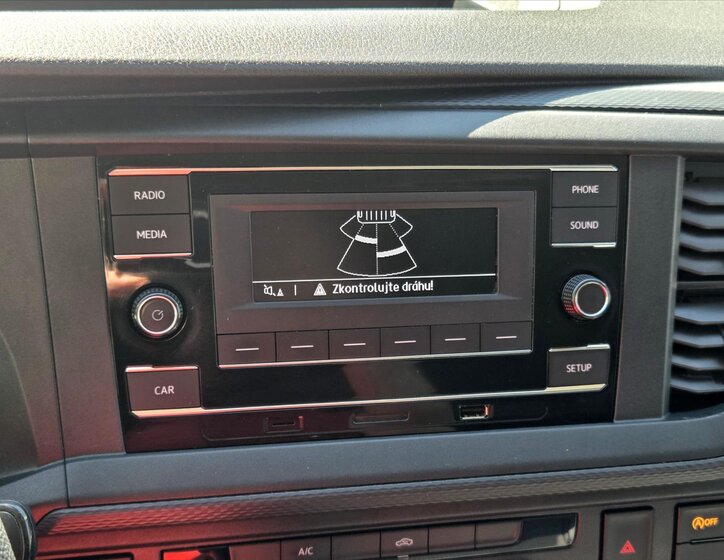 RADIO
PHONE
MEDIA
SOUND
Zkontrolujte dráhu!
CAR
SETUP
A/C
A OFF